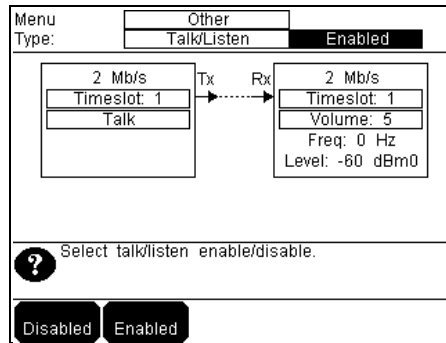 Menu Other
Type: Talk/Listen Enabled
2 Mb/s Tx Rx 2 Mb/s
Timeslot: 1 Timeslot: 1
Talk Volume: 5
Freq: 0 Hz
Level: -60 dBm0
? Select talk/listen enable/disable.
Disabled Enabled